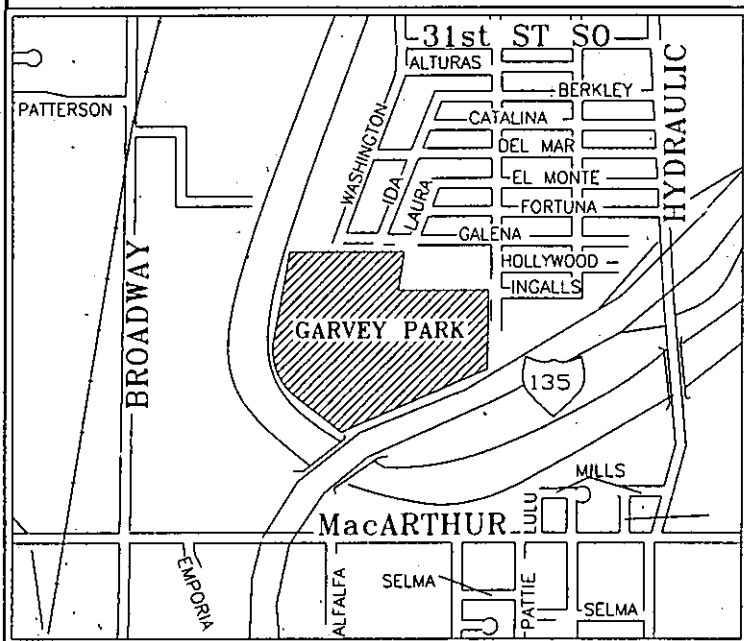 31st ST SO
ALTURAS
HYDRAULIC
BERKLEY
PATTERSON
CATALINA
WASHINGTON
DEL MAR
IDA
EL MONTE
LAURA
FORTUNA
GALENA
BROADWAY
HOLLYWOOD
INGALLS
GARVEY PARK
135
MILLS
LULU
MacARTHUR
EMPORIA
ALFALFA
SELMA
PATTIE
SELMA